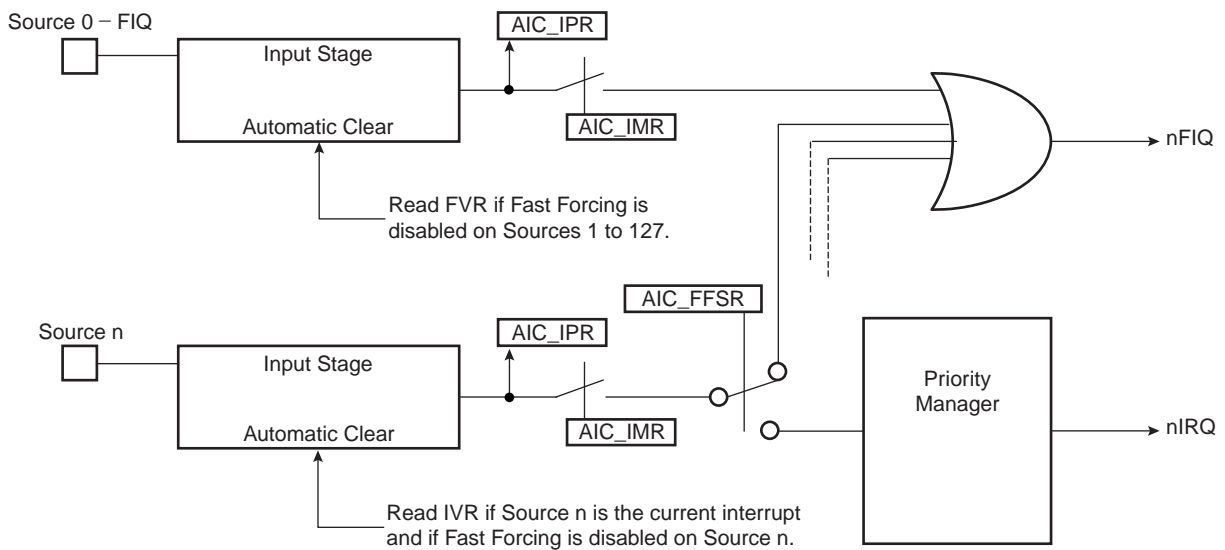 Source 0 – FIQ
AIC_IPR
Input Stage
Automatic Clear
AIC_IMR
nFIQ
Read FVR if Fast Forcing is
disabled on Sources 1 to 127.
AIC_FFSR
Source n
AIC_IPR
Input Stage
Automatic Clear
AIC_IMR
Priority
Manager
nIRQ
Read IVR if Source n is the current interrupt
and if Fast Forcing is disabled on Source n.